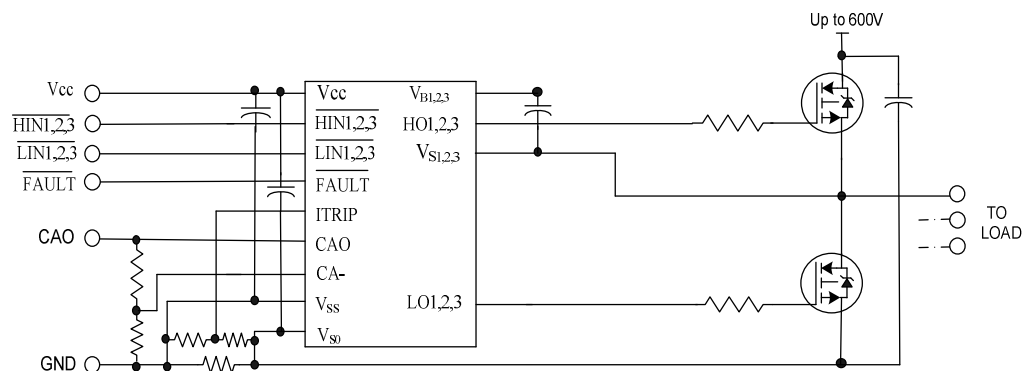 Up to 600V
Vcc
HIN1,2,3
LIN1,2,3
FAULT
CAO
GND
Vcc
HIN1,2,3
LIN1,2,3
FAULT
ITRIP
CAO
CA-
VSS
VS0
VB1,2,3
HO1,2,3
VS1,2,3
LO1,2,3
TO
LOAD